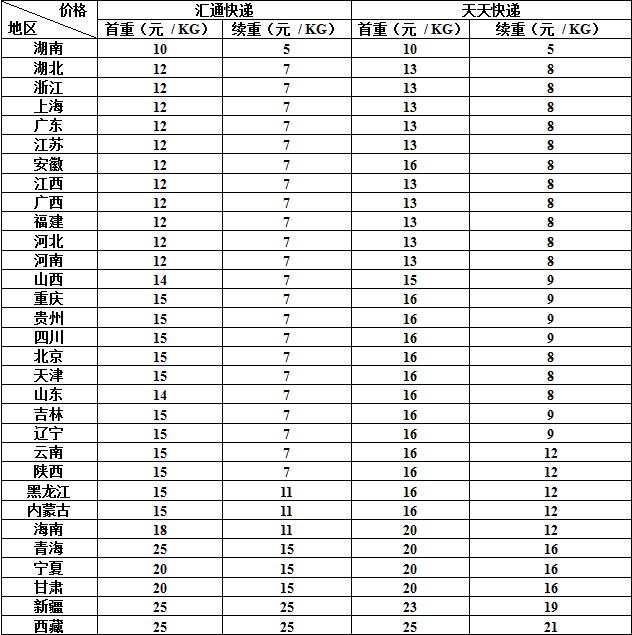 价格 汇通快递 天天快递
地区 首重（元 / KG） 续重（元 / KG） 首重（元 / KG） 续重（元 / KG）
湖南 10 5 10 5
湖北 12 7 13 8
浙江 12 7 13 8
上海 12 7 13 8
广东 12 7 13 8
江苏 12 7 13 8
安徽 12 7 16 8
江西 12 7 13 8
广西 12 7 13 8
福建 12 7 13 8
河北 12 7 13 8
河南 12 7 13 8
山西 14 7 15 9
重庆 15 7 16 9
贵州 15 7 16 9
四川 15 7 16 9
北京 15 7 16 8
天津 15 7 16 8
山东 14 7 16 8
吉林 15 7 16 9
辽宁 15 7 16 9
云南 15 7 16 12
陕西 15 7 16 12
黑龙江 15 11 16 12
内蒙古 15 11 16 12
海南 18 11 20 12
青海 25 15 20 16
宁夏 20 15 20 16
甘肃 20 15 20 16
新疆 25 25 23 19
西藏 25 25 25 21